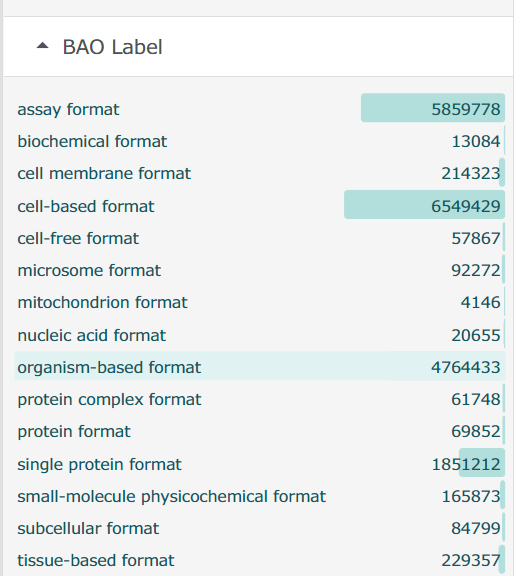 BAO Label
assay format 5859778
biochemical format 13084
cell membrane format 214323
cell-based format 6549429
cell-free format 57867
microsome format 92272
mitochondrion format 4146
nucleic acid format 20655
organism-based format 4764433
protein complex format 61748
protein format 69852
single protein format 1851212
small-molecule physicochemical format 165873
subcellular format 84799
tissue-based format 229357